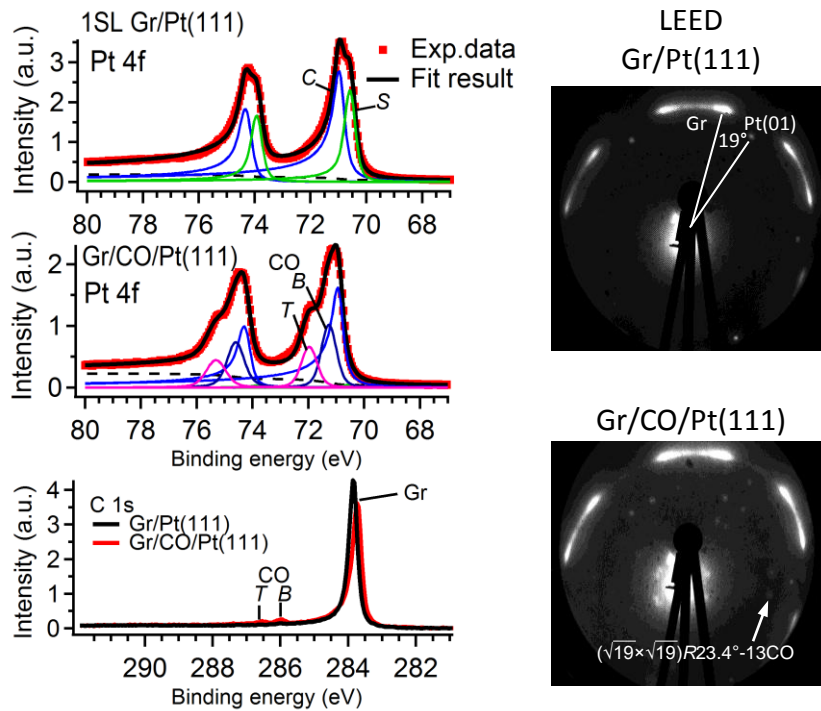 1SL Gr/Pt(111)
Pt 4f
Exp.data
Fit result
C
S
Intensity (a.u.)
3
2
1
0
80 78 76 74 72 70 68
Gr/CO/Pt(111)
Pt 4f
CO
B
T
Intensity (a.u.)
2
1
0
80 78 76 74 72 70 68
Binding energy (eV)
C 1s
Gr/Pt(111)
Gr/CO/Pt(111)
Gr
CO
T B
Intensity (a.u.)
4
3
2
1
0
290 288 286 284 282
Binding energy (eV)
LEED
Gr/Pt(111)
Gr
Pt(01)
19°
Gr/CO/Pt(111)
(√19×√19)R23.4°-13CO